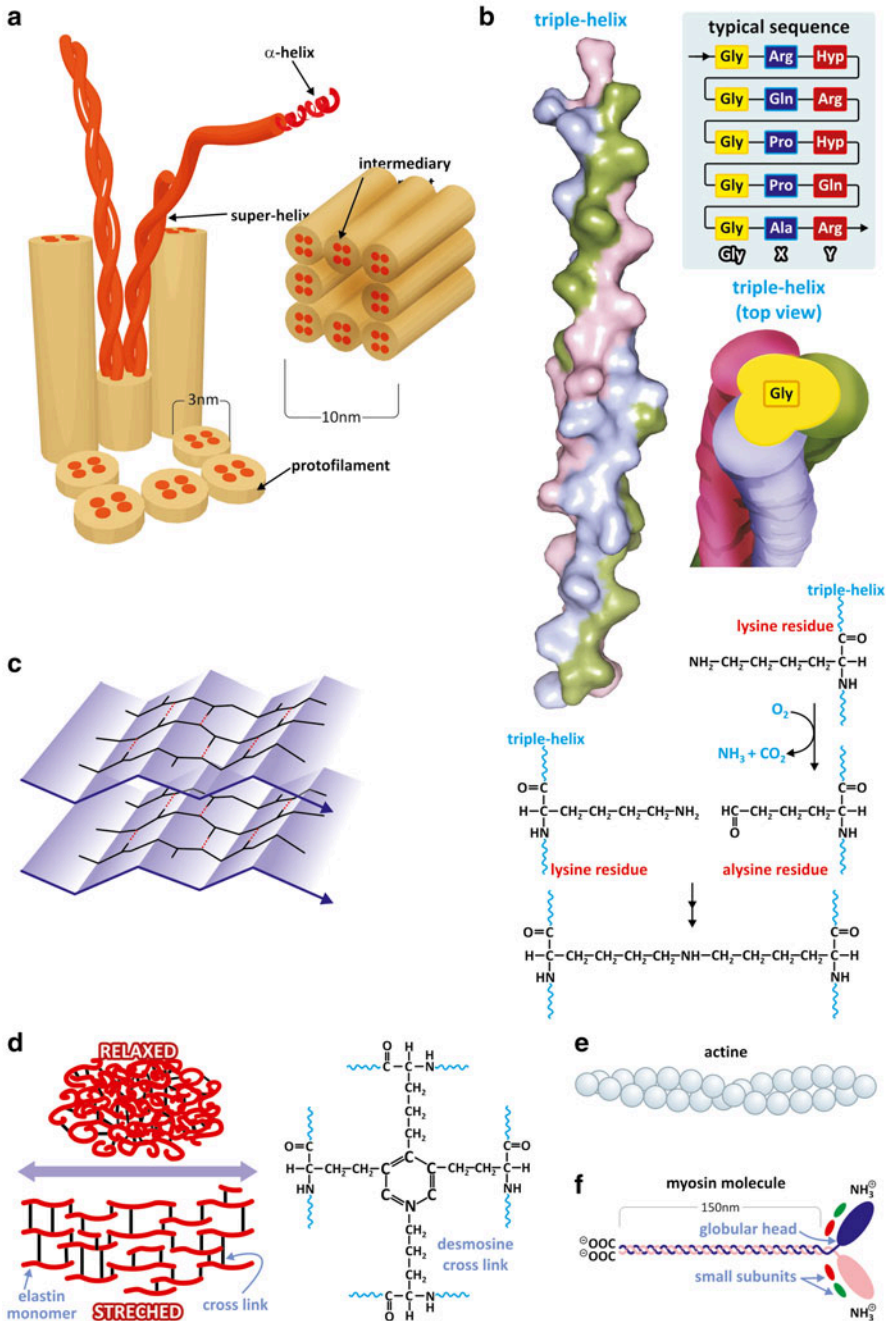 a
α-helix
intermediary
super-helix
3nm
10nm
protofilament
b
triple-helix
typical sequence
Gly Arg Hyp
Gly Gln Arg
Gly Pro Hyp
Gly Pro Gln
Gly Ala Arg
Gly X Y
triple-helix
(top view)
Gly
triple-helix
lysine residue
C=O
NH₂-CH₂-CH₂-CH₂-CH₂-C-H
NH
O₂
NH₃ + CO₂
triple-helix
O=C
H-C-CH₂-CH₂-CH₂-CH₂-NH₂
HN
C=O
HC-CH₂-CH₂-CH₂-C-H
O
NH
lysine residue
alysine residue
O=C
C=O
H-C-CH₂-CH₂-CH₂-CH₂-NH-CH₂-CH₂-CH₂-CH₂-C-H
HN
NH
c
d
RELAXED
elastin
monomer
STRECHED
cross link
O H H
C-C-N
CH₂
CH₂
CH₂
O=C
C=O
H-C-CH₂-CH₂-C
C
C-CH₂-CH₂-C-H
HN
C
C
NH
N
CH₂
CH₂
CH₂
CH₂
C-C-N
O H H
desmosine
cross link
e
actine
f
myosin molecule
150nm
globular head
NH₃⊕
⊖OOC
⊖OOC
small subunits
NH₃⊕